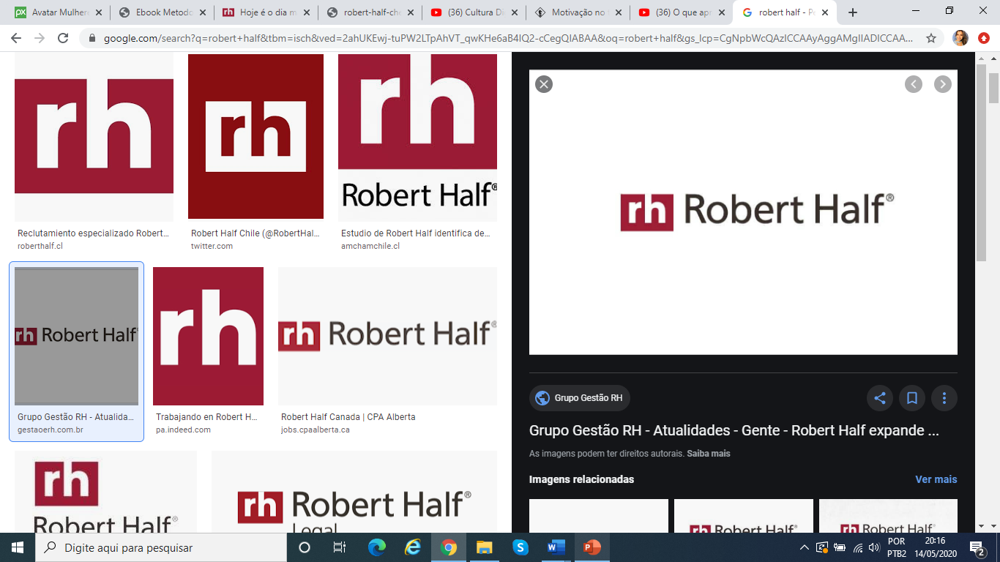 Avatar Mulhere
Ebook Metodo
Hoje é o dia m
robert-half-che
(36) Cultura Di
Motivação no t
(36) O que apr
robert half - Pe
google.com/search?q=robert+half&tbm=isch&ved=2ahUKEwj-tuPW2LTpAhVT_qwKHe6aB4IQ2-cCegQIABAA&oq=robert+half&gs_lcp=CgNpbWcQAzICCAAyAggAMgIIADICCAA...
rh
rh
rh
Robert Half®
Reclutamiento especializado Robert...
roberthalf.cl
Robert Half Chile (@RobertHal...
twitter.com
Estudio de Robert Half identifica de...
amchamchile.cl
rh Robert Half
rh
rh Robert Half®
Grupo Gestão RH - Atualida...
gestaoerh.com.br
Trabajando en Robert H...
pa.indeed.com
Robert Half Canada | CPA Alberta
jobs.cpaalberta.ca
rh
Robert Half®
rh Robert Half®
Legal
rh Robert Half®
Grupo Gestão RH
Grupo Gestão RH - Atualidades - Gente - Robert Half expande ...
As imagens podem ter direitos autorais. Saiba mais
Imagens relacionadas
Ver mais
rh Robert Half®
rh Robert Half®
Digite aqui para pesquisar
POR
PTB2
20:16
14/05/2020
2